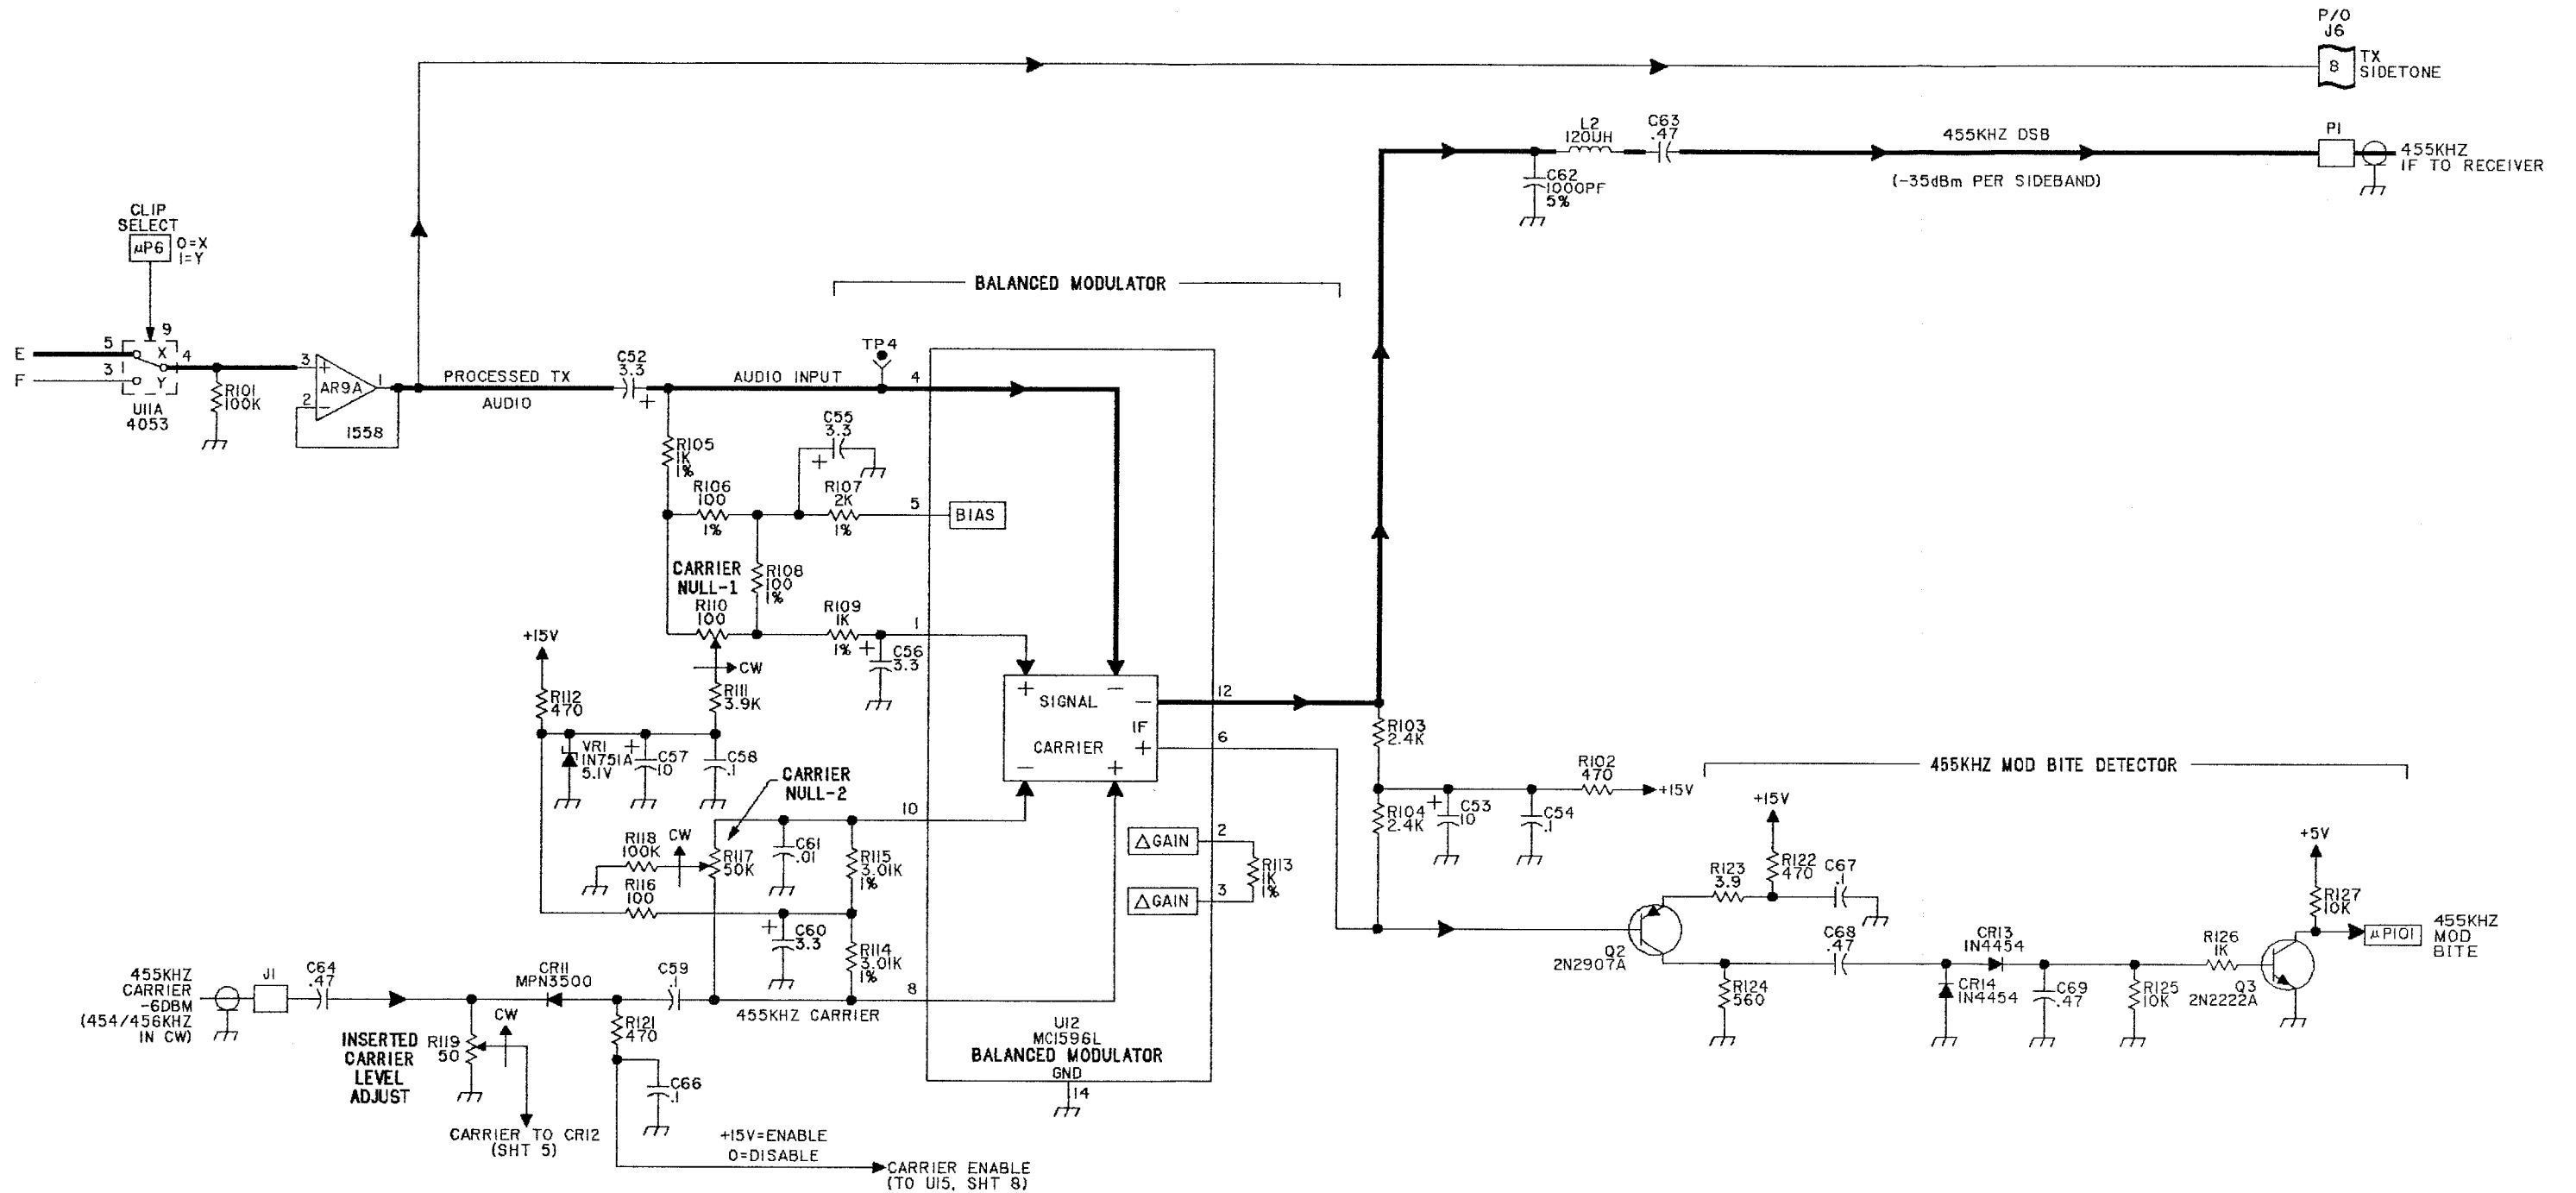 P/O
J6
8
TX
SIDETONE
L2
120UH
C63
.47
455KHZ DSB
P1
455KHZ
IF TO RECEIVER
(-35dBm PER SIDEBAND)
C62
1000PF
5%
CLIP
SELECT
µP6
0=X
1=Y
BALANCED MODULATOR
E
F
5
3
9
X
Y
4
U11A
4053
R101
100K
3
2
+
−
AR9A
1
1558
PROCESSED TX
AUDIO
C52
3.3
+
AUDIO INPUT
TP4
4
R105
1K
1%
C55
3.3
+
R106
100
1%
R107
2K
1%
5
BIAS
CARRIER
NULL-1
R108
100
1%
R110
100
R109
1K
1%
1
+
C56
3.3
CW
+15V
R112
470
R111
3.9K
VR1
1N751A
5.1V
+
C57
10
C58
.1
+
−
SIGNAL
−
IF
CARRIER
+
−
+
12
6
CARRIER
NULL-2
10
R118
100K
CW
R117
50K
C61
.01
R115
3.01K
1%
R116
100
+
C60
3.3
R114
3.01K
1%
△GAIN
2
△GAIN
3
R113
1K
1%
R103
2.4K
R104
2.4K
+
C53
10
C54
.1
R102
470
+15V
455KHZ MOD BITE DETECTOR
+15V
R123
3.9
R122
470
C67
.1
Q2
2N2907A
C68
.47
R124
560
CR13
1N4454
CR14
1N4454
C69
.47
R125
10K
R126
1K
Q3
2N2222A
+5V
R127
10K
µP101
455KHZ
MOD
BITE
455KHZ
CARRIER
-6DBM
(454/456KHZ
IN CW)
J1
C64
.47
CR11
MPN3500
C59
.1
8
455KHZ CARRIER
CW
INSERTED
CARRIER
LEVEL
ADJUST
R119
50
R121
470
C66
.1
CARRIER TO CR12
(SHT 5)
+15V=ENABLE
0=DISABLE
CARRIER ENABLE
(TO U15, SHT 8)
U12
MC1596L
BALANCED MODULATOR
GND
14